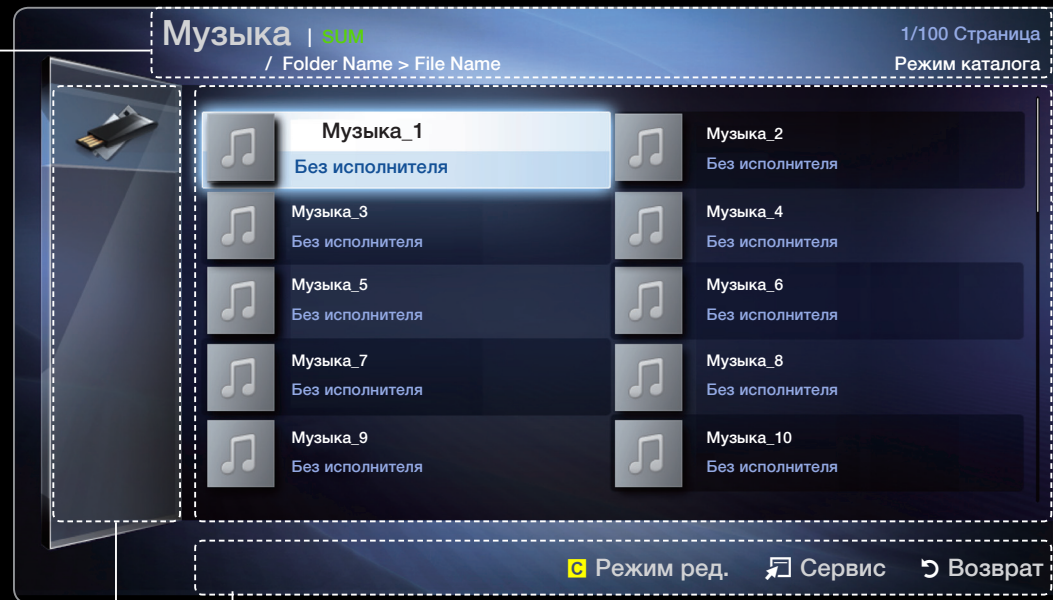 Музыка | SUM
1/100 Страница
/ Folder Name > File Name
Режим каталога
Музыка_1
Без исполнителя
Музыка_2
Без исполнителя
Музыка_3
Без исполнителя
Музыка_4
Без исполнителя
Музыка_5
Без исполнителя
Музыка_6
Без исполнителя
Музыка_7
Без исполнителя
Музыка_8
Без исполнителя
Музыка_9
Без исполнителя
Музыка_10
Без исполнителя
C Режим ред. Сервис Возврат